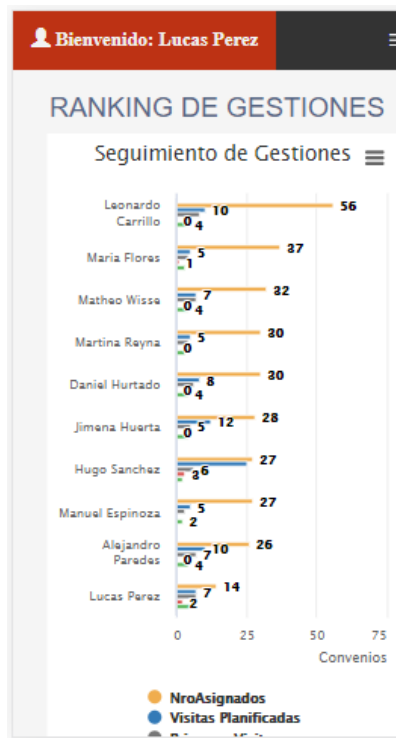 Bienvenido: Lucas Perez
RANKING DE GESTIONES
Seguimiento de Gestiones
Leonardo
Carrillo
56
10
0 4
Maria Flores
37
5
1
Matheo Wisse
32
7
0 4
Martina Reyna
30
5
0
Daniel Hurtado
30
8
0 4
Jimena Huerta
28
12
0 5
Hugo Sanchez
27
6
3
Manuel Espinoza
27
5
2
Alejandro
Paredes
26
10
7
0 4
Lucas Perez
14
7
2
0 25 50 75
Convenios
NroAsignados
Visitas Planificadas